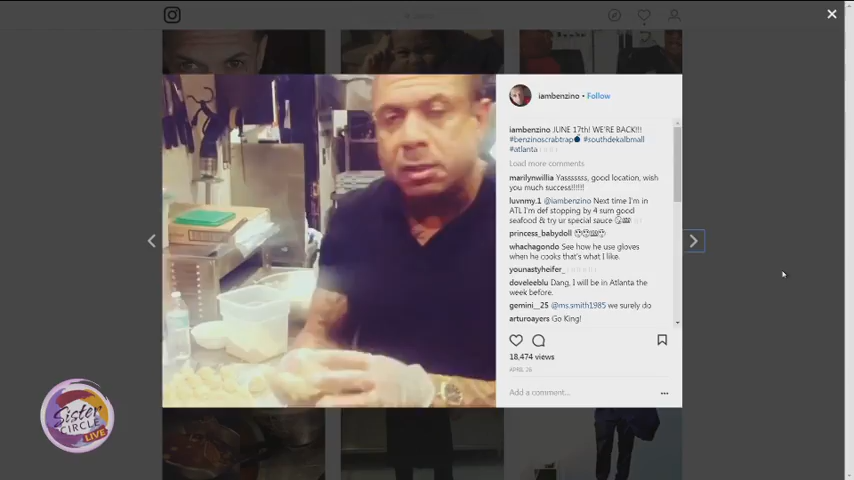 iambenzino • Follow
iambenzino JUNE 17th! WE'RE BACK!!!
#benzinoscrabtrap #southdekalbmall
#atlanta
Load more comments
marilynwillia Yasssssss, good location, wish
you much success!!!!!!
luvnmy.1 @iambenzino Next time I'm in
ATL I'm def stopping by 4 sum good
seafood & try ur special sauce
princess_babydoll
whachagondo See how he use gloves
when he cooks that's what I like.
younastyheifer_
doveleeblu Dang, I will be in Atlanta the
week before.
gemini__25 @ms.smith1985 we surely do
arturoayers Go King!
18,474 views
APRIL 26
Add a comment...
Sister
CIRCLE
LIVE